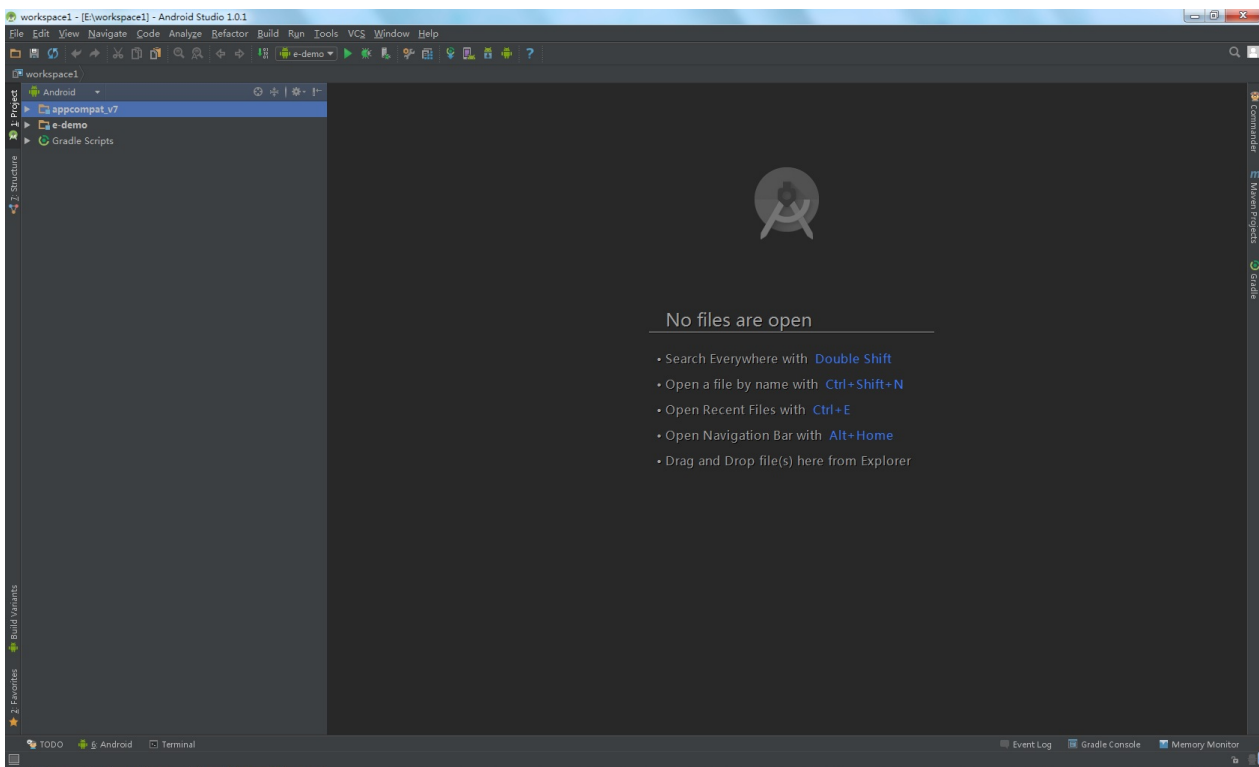 workspace1 - [E:\workspace1] - Android Studio 1.0.1
File Edit View Navigate Code Analyze Refactor Build Run Tools VCS Window Help
e-demo
workspace1
Android
appcompat_v7
e-demo
Gradle Scripts
1: Project
7: Structure
Build Variants
2: Favorites
No files are open
• Search Everywhere with Double Shift
• Open a file by name with Ctrl+Shift+N
• Open Recent Files with Ctrl+E
• Open Navigation Bar with Alt+Home
• Drag and Drop file(s) here from Explorer
Commander
m Maven Projects
Gradle
TODO 6: Android Terminal Event Log Gradle Console Memory Monitor